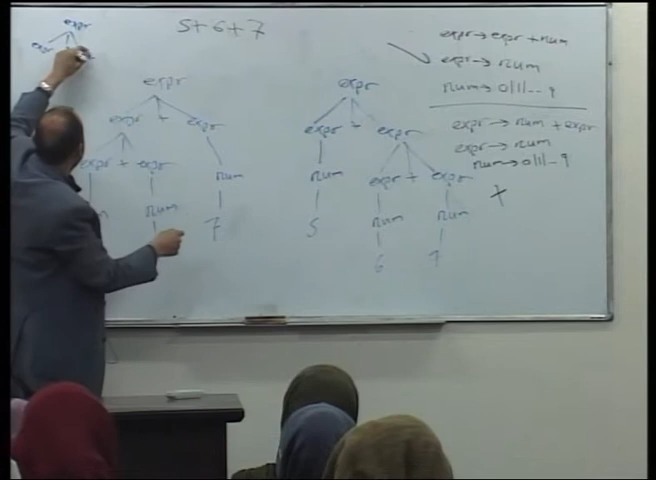 expr
expr
5+6+7
expr
expr + expr
expr + expr
num
num
7
expr
expr + expr
num
expr + expr
5
num
num
6
7
expr → expr + num
expr → num
num → 0|1|--9
expr → num + expr
expr → num
num → 0|1--9